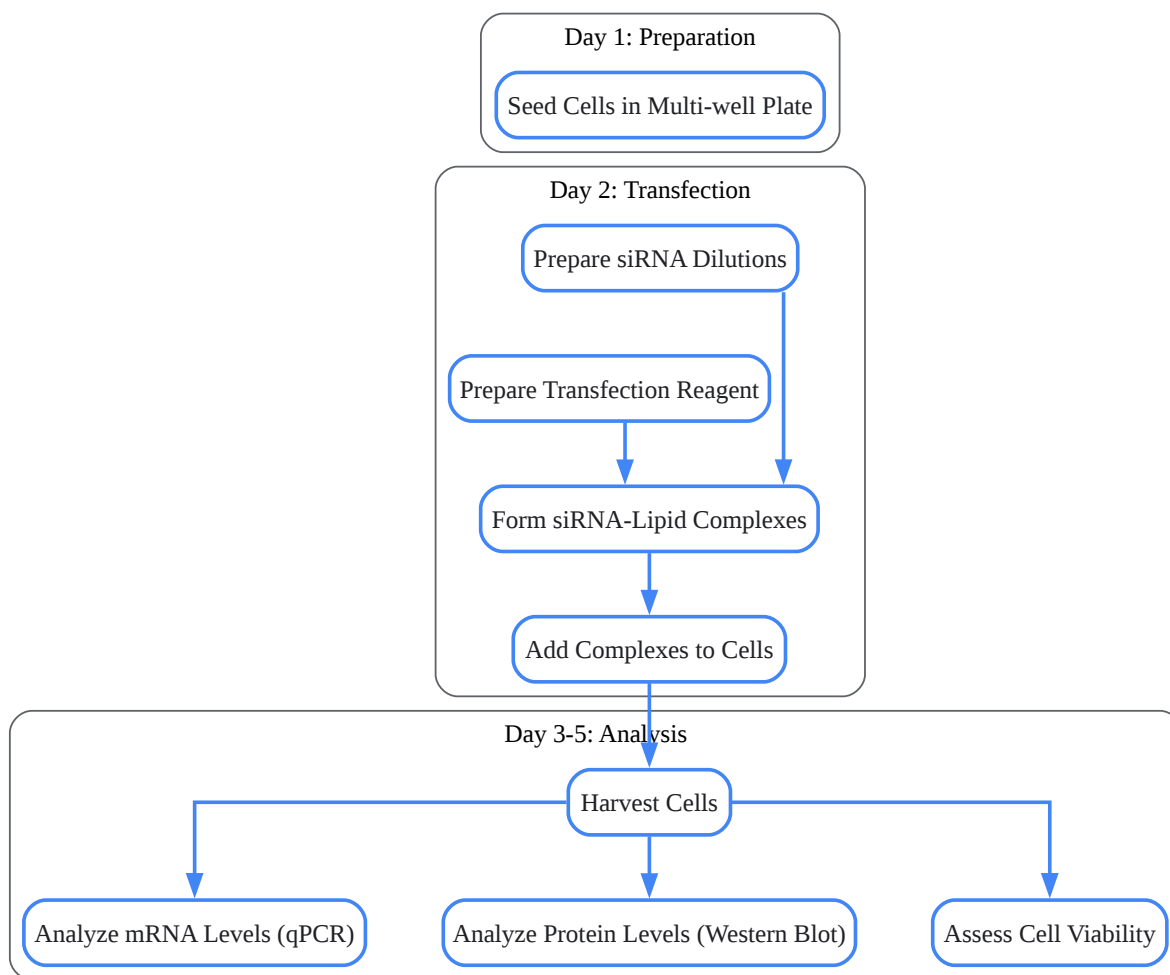 Day 1: Preparation
Seed Cells in Multi-well Plate
Day 2: Transfection
Prepare siRNA Dilutions
Prepare Transfection Reagent
Form siRNA-Lipid Complexes
Add Complexes to Cells
Day 3-5: Analysis
Harvest Cells
Analyze mRNA Levels (qPCR)
Analyze Protein Levels (Western Blot)
Assess Cell Viability